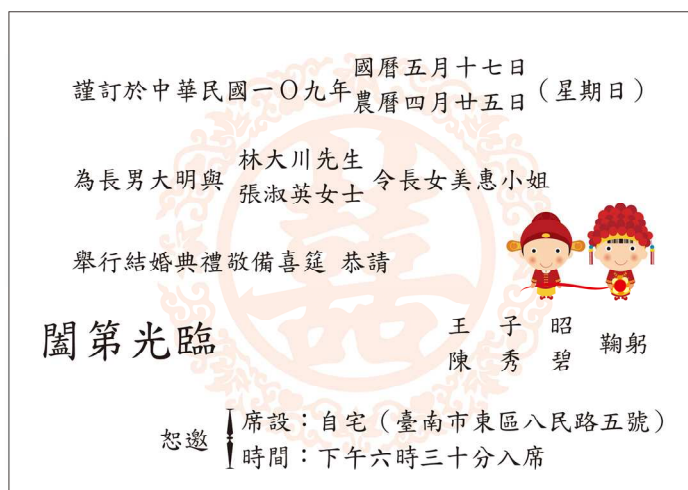 謹訂於中華民國一〇九年國曆五月十七日農曆四月廿五日（星期日）
為長男大明與林大川先生張淑英女士令長女美惠小姐
舉行結婚典禮敬備喜筵 恭請
闔第光臨
王子昭
陳秀碧
鞠躬
恕邀
席設：自宅（臺南市東區八民路五號）
時間：下午六時三十分入席
囍